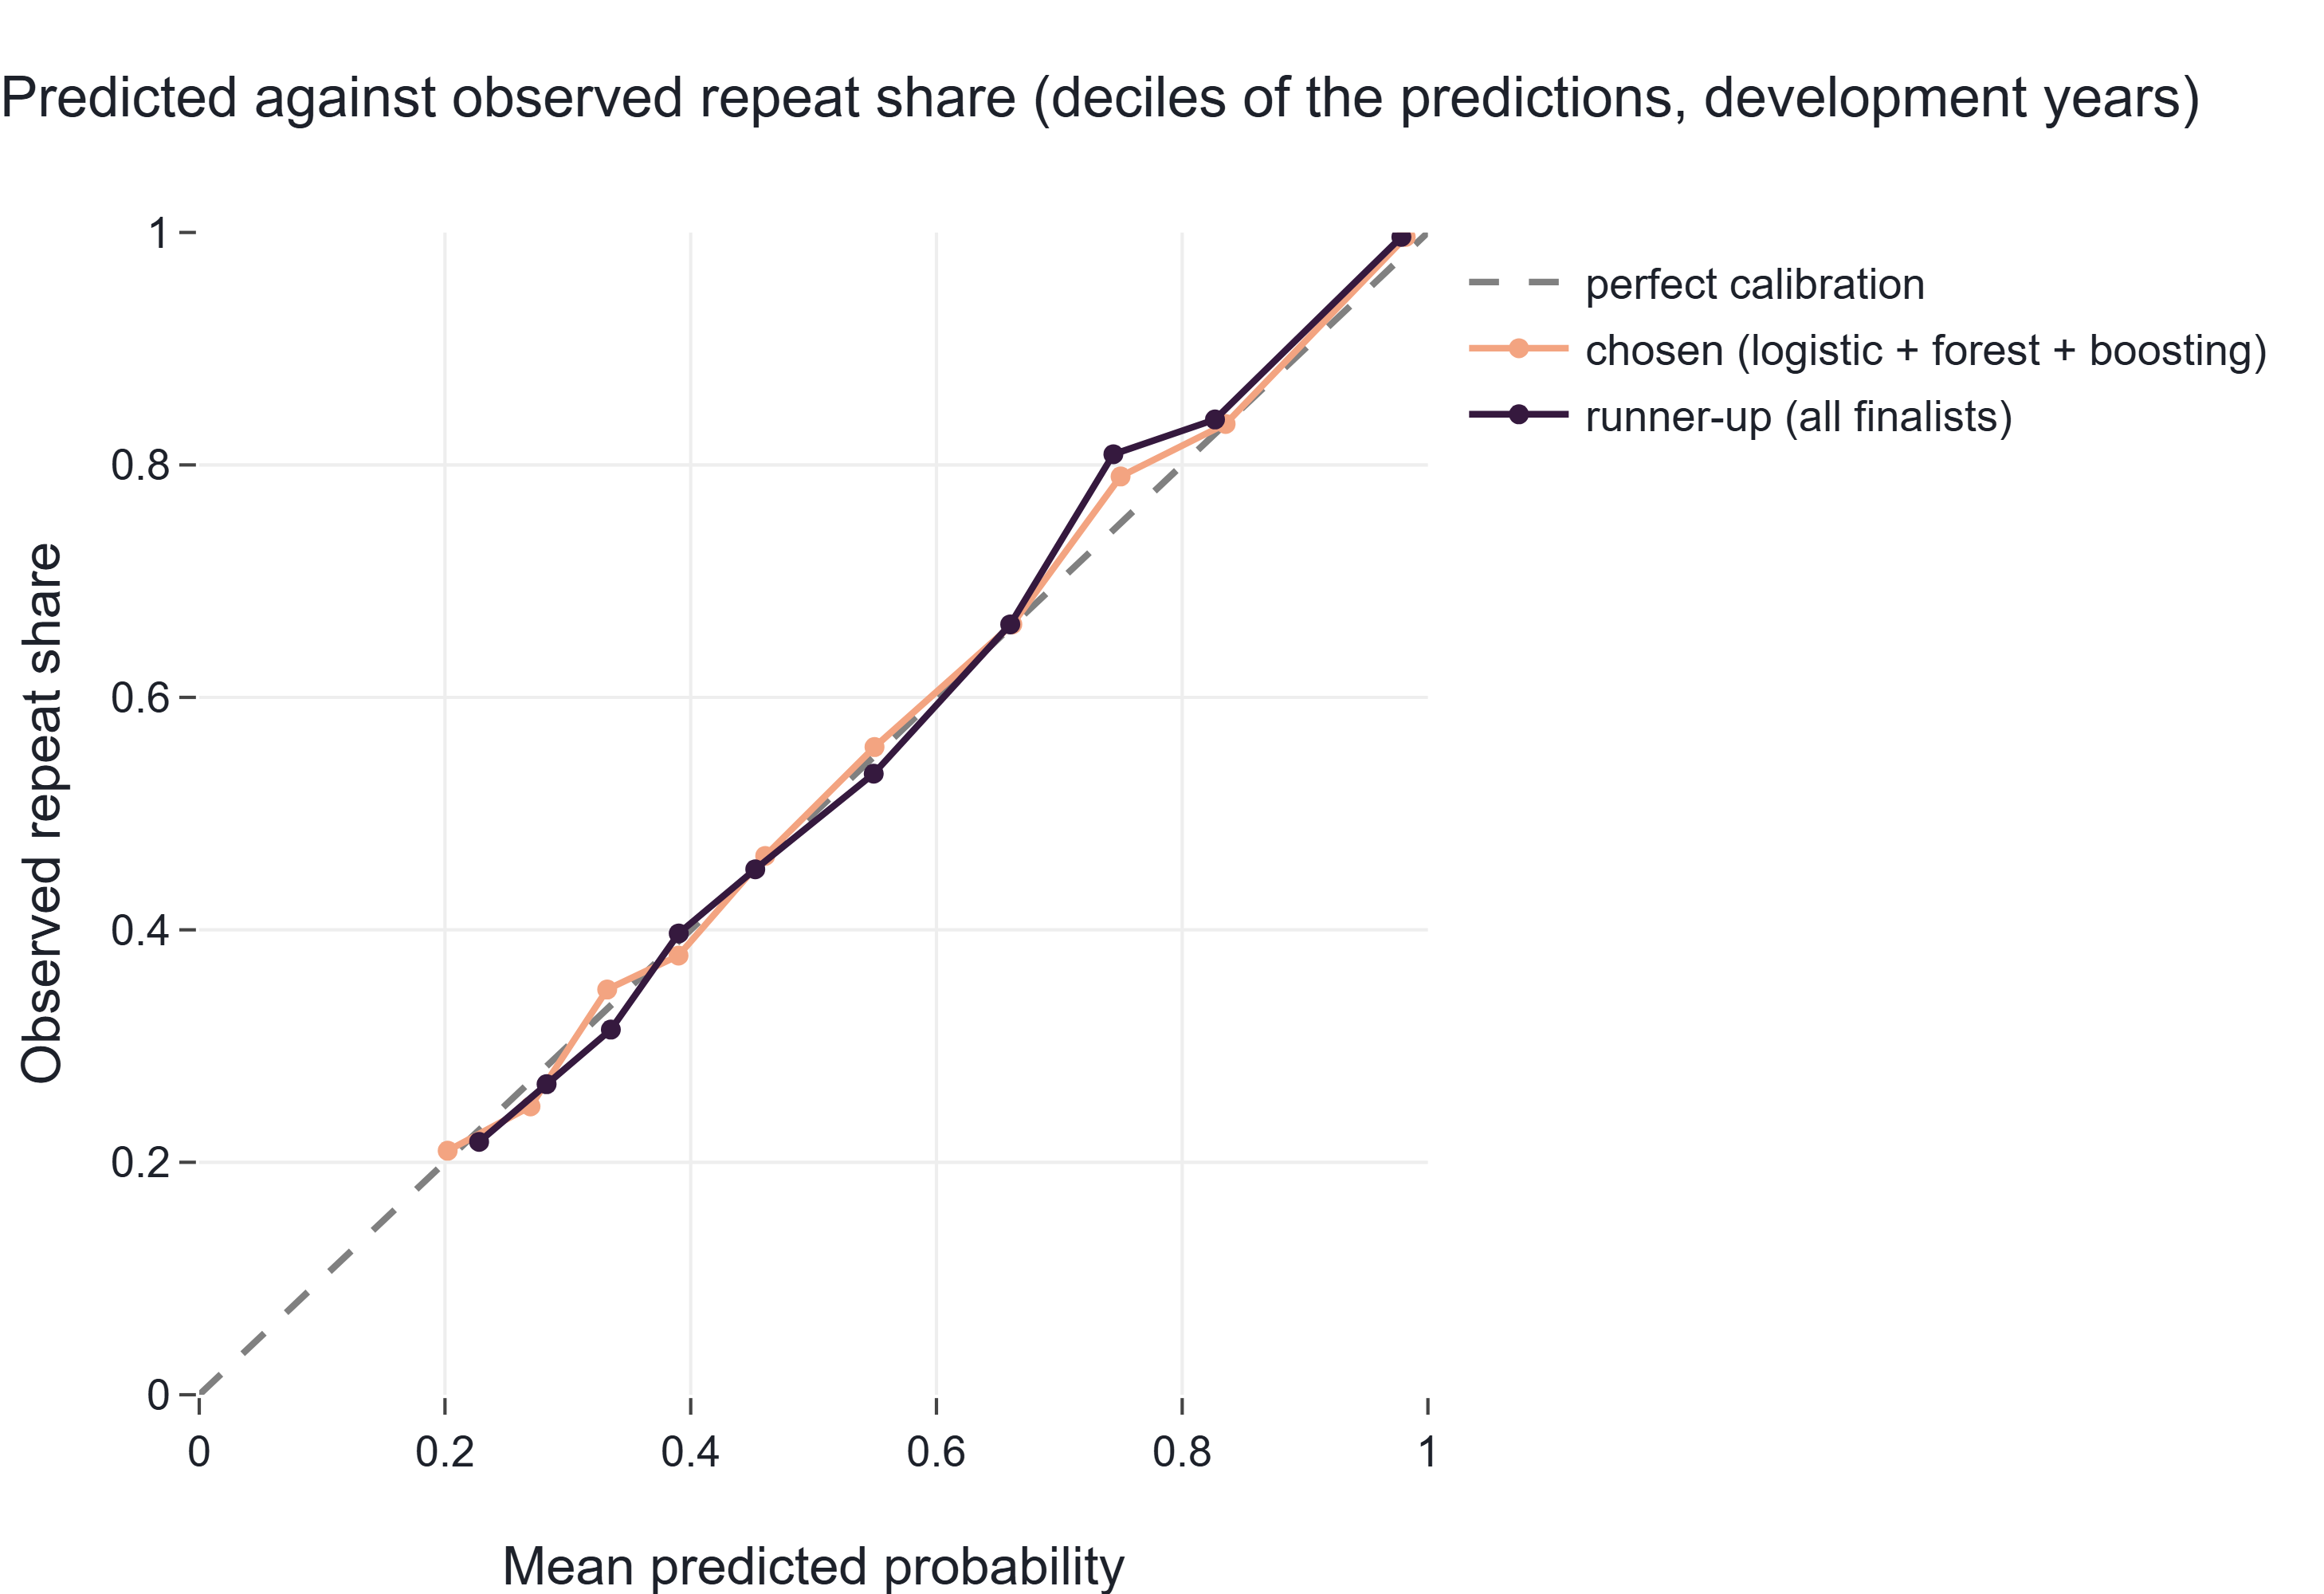 Predicted against observed repeat share (deciles of the predictions, development years)
1
0.8
0.6
0.4
0.2
0
0
0.2
0.4
0.6
0.8
1
Observed repeat share
Mean predicted probability
perfect calibration
chosen (logistic + forest + boosting)
runner-up (all finalists)